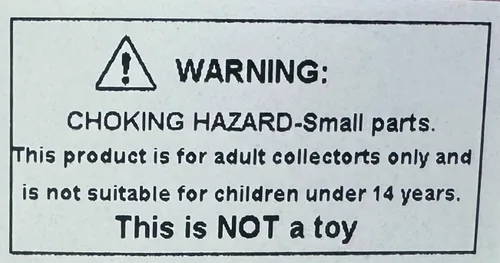 WARNING:
CHOKING HAZARD-Small parts.
This product is for adult collectorts only and
is not suitable for children under 14 years.
This is NOT a toy